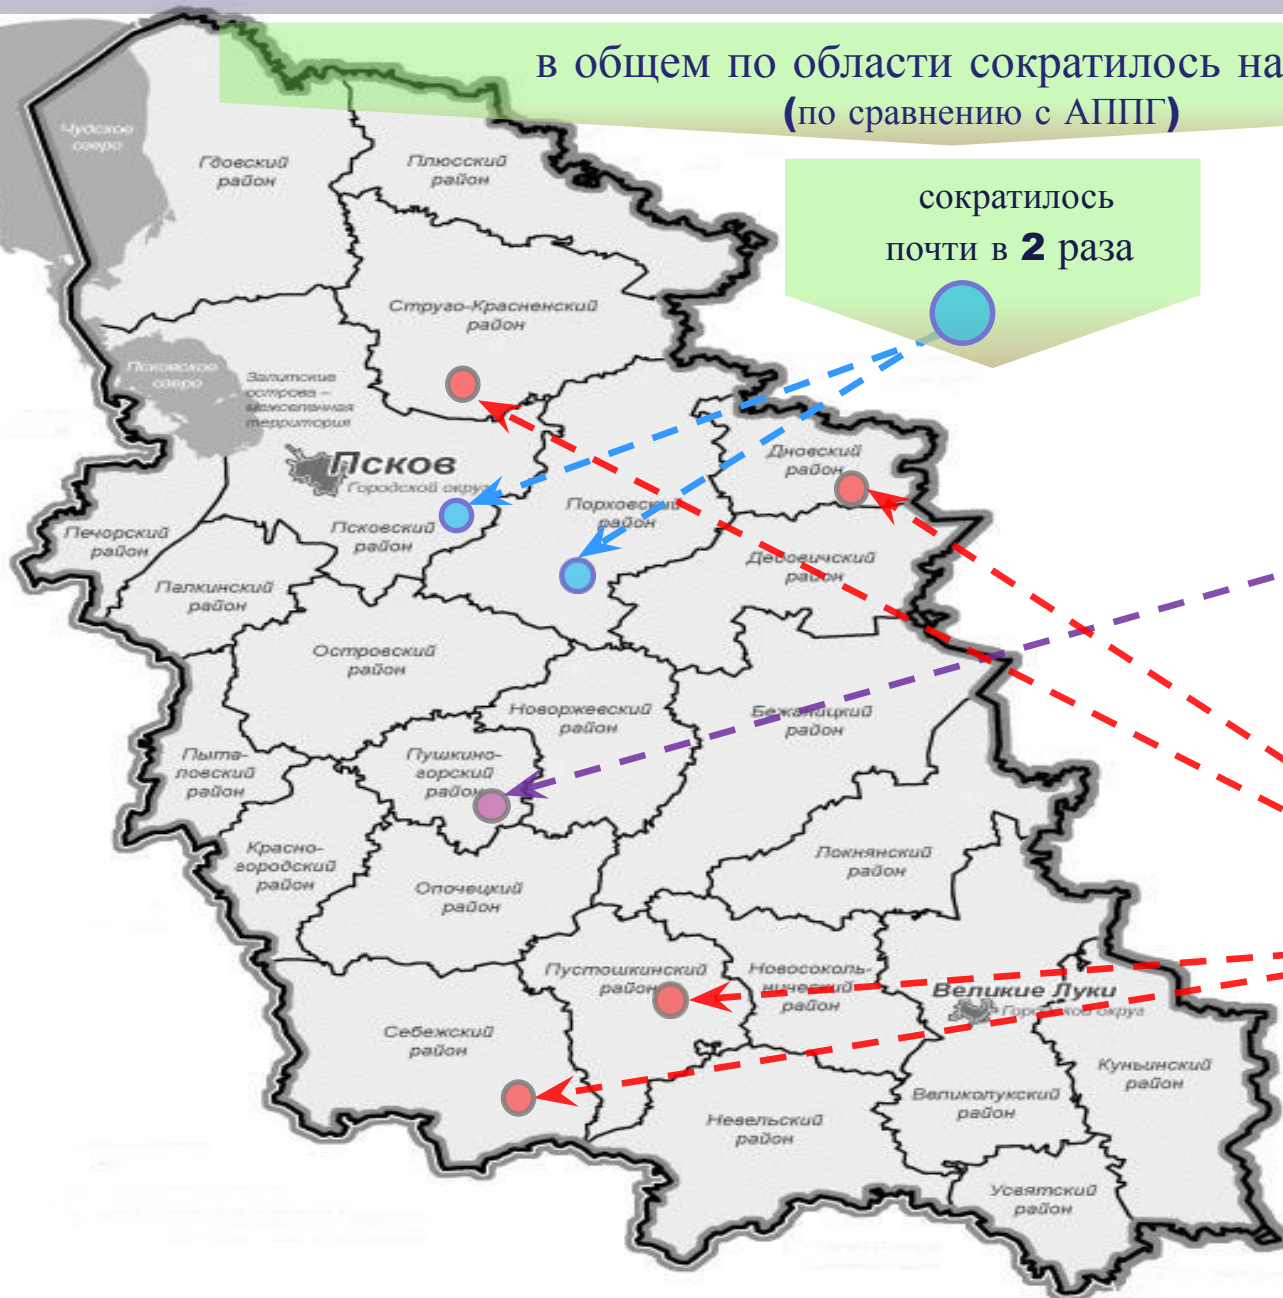 в общем по области сократилось на
(по сравнению с АППГ)
сократилось
почти в 2 раза
Чудское
озеро
Гдовский
район
Плюсский
район
Струго-Красненский
район
Псковское
озеро
Залитские
острова –
межселенная
территория
Псков
Городской округ
Дновский
район
Печорский
район
Псковский
район
Порховский
район
Дедовичский
район
Палкинский
район
Островский
район
Новоржевский
район
Бежаницкий
район
Пыта-
ловский
район
Пушкино-
горский
район
Красно-
городский
район
Опочецкий
район
Локнянский
район
Пустошкинский
район
Новосоколь-
нический
район
Великие Луки
Городской округ
Себежский
район
Куньинский
район
Великолукский
район
Невельский
район
Усвятский
район